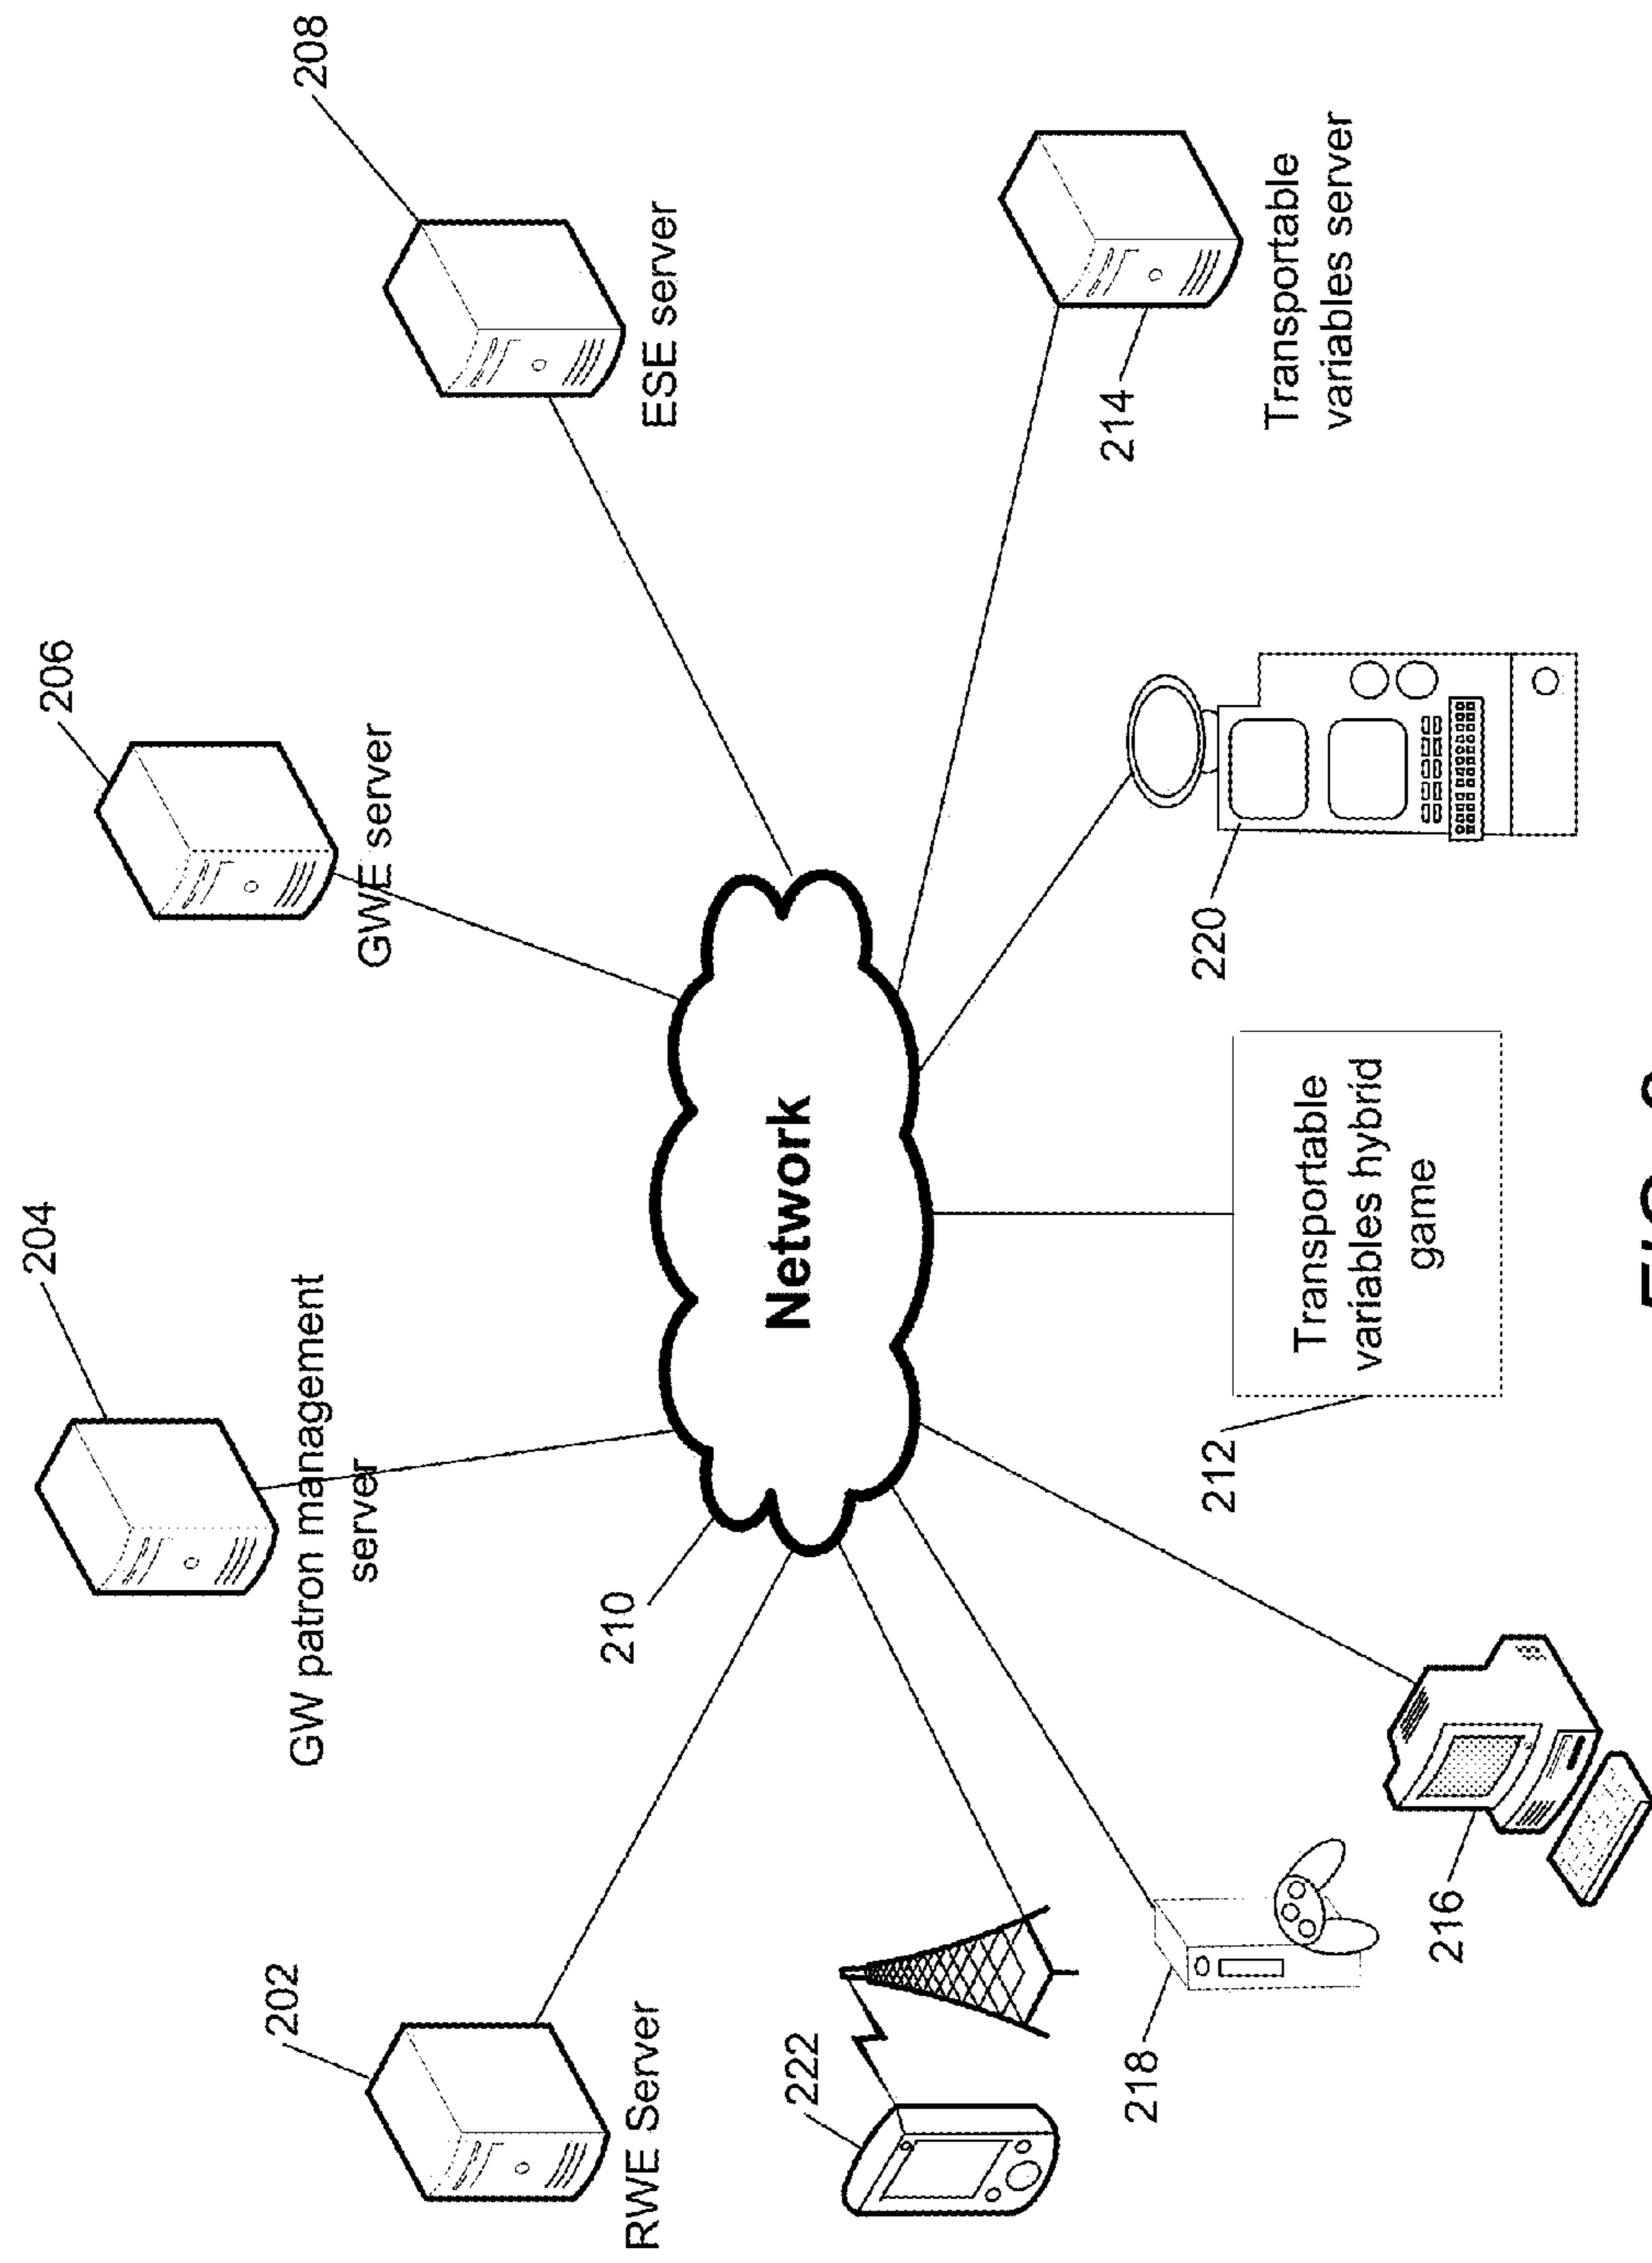 208
206
204
202
ESE server
GWE server
GW patron management
server
RWE Server
210
Network
222
218
216
212
Transportable
variables hybrid
game
220
214
Transportable
variables server